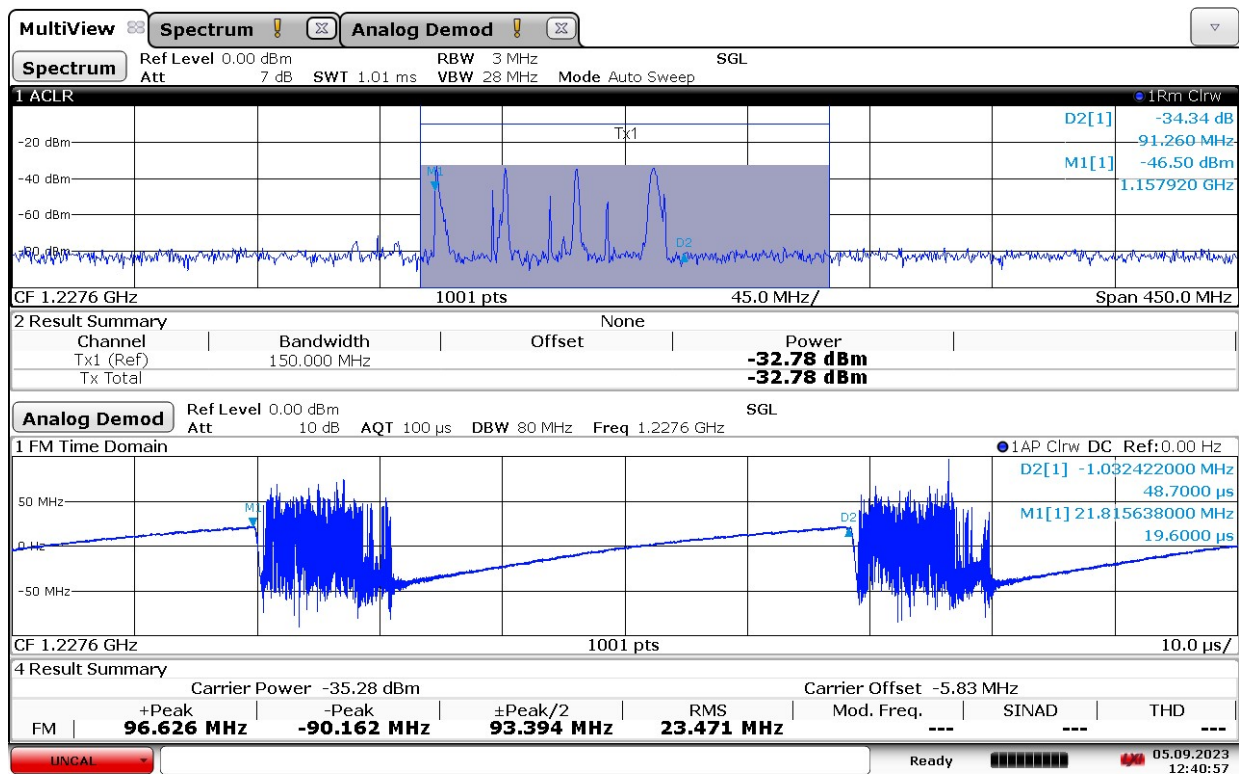 MultiView Spectrum ! Analog Demod !
Spectrum Ref Level 0.00 dBm RBW 3 MHz SGL
Att 7 dB SWT 1.01 ms VBW 28 MHz Mode Auto Sweep
1 ACLR 1Rm Clrw
D2[1] -34.34 dB
91.260 MHz
M1[1] -46.50 dBm
1.157920 GHz
Tx1
-20 dBm
-40 dBm
-60 dBm
-80 dBm
M1
D2
CF 1.2276 GHz 1001 pts 45.0 MHz/ Span 450.0 MHz
2 Result Summary None
Channel Bandwidth Offset Power
Tx1 (Ref) 150.000 MHz -32.78 dBm
Tx Total -32.78 dBm
Analog Demod Ref Level 0.00 dBm SGL
Att 10 dB AQT 100 µs DBW 80 MHz Freq 1.2276 GHz
1 FM Time Domain 1AP Clrw DC Ref:0.00 Hz
D2[1] -1.032422000 MHz
48.7000 µs
M1[1] 21.815638000 MHz
19.6000 µs
50 MHz
M1
D2
0 Hz
-50 MHz
CF 1.2276 GHz 1001 pts 10.0 µs/
4 Result Summary
Carrier Power -35.28 dBm Carrier Offset -5.83 MHz
+Peak -Peak ±Peak/2 RMS Mod. Freq. SINAD THD
FM 96.626 MHz -90.162 MHz 93.394 MHz 23.471 MHz --- --- ---
UNCAL Ready 05.09.2023
12:40:57